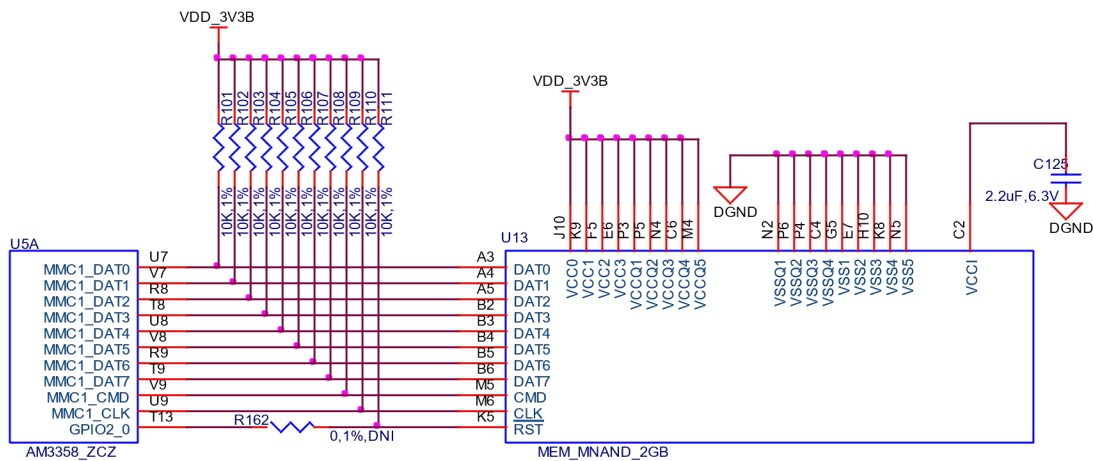 VDD_3V3B
R101
R102
R103
R104
R105
R106
R107
R108
R109
R110
R111
10K,1%
10K,1%
10K,1%
10K,1%
10K,1%
10K,1%
10K,1%
10K,1%
10K,1%
10K,1%
10K,1%
VDD_3V3B
DGND
C125
2.2uF,6.3V
DGND
J10
K9
F5
E6
P3
P5
N4
C6
M4
N2
P6
P4
C4
G5
E7
H10
K8
N5
C2
VCC0
VCC1
VCC2
VCC3
VCCQ1
VCCQ2
VCCQ3
VCCQ4
VCCQ5
VSSQ1
VSSQ2
VSSQ3
VSSQ4
VSS1
VSS2
VSS3
VSS4
VSS5
VCCI
U5A
U13
MMC1_DAT0 U7 A3 DAT0
MMC1_DAT1 V7 A4 DAT1
MMC1_DAT2 R8 A5 DAT2
MMC1_DAT3 T8 B2 DAT3
MMC1_DAT4 U8 B3 DAT4
MMC1_DAT5 V8 B4 DAT5
MMC1_DAT6 R9 B5 DAT6
MMC1_DAT7 T9 B6 DAT7
MMC1_CMD V9 M5 CMD
MMC1_CLK U9 M6 CLK
GPIO2_0 T13 K5 RST
R162
0,1%,DNI
AM3358_ZCZ
MEM_MNAND_2GB